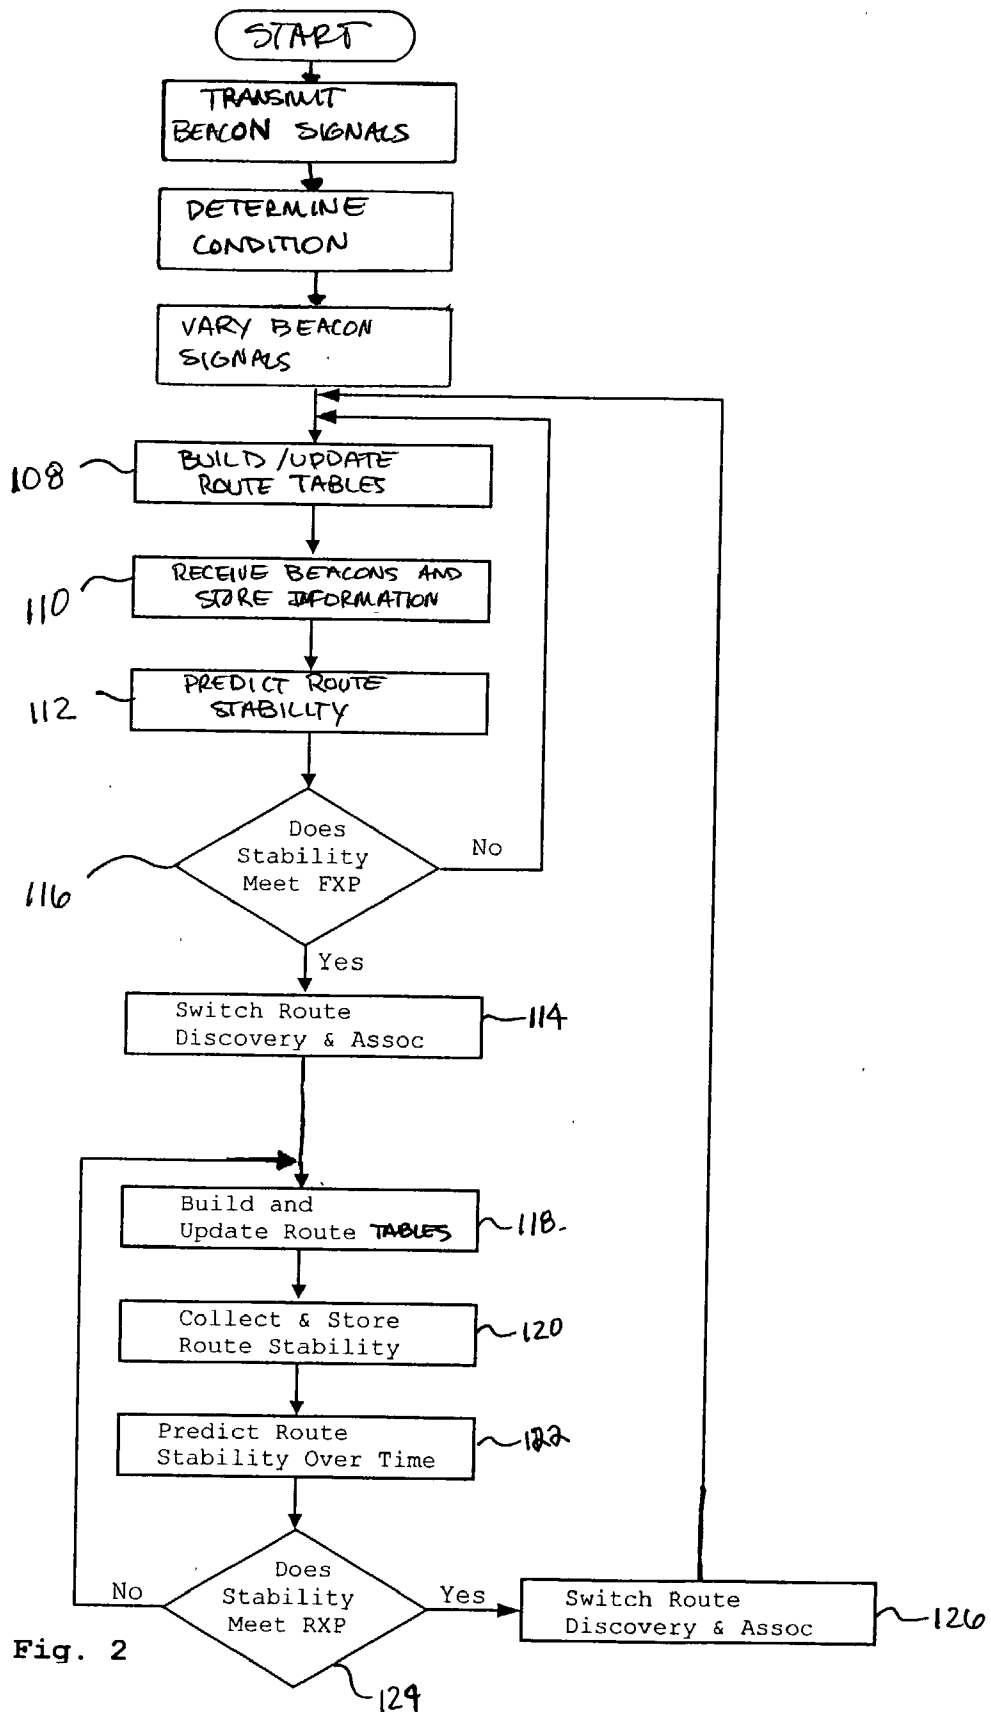 START
TRANSMIT
BEACON SIGNALS
DETERMINE
CONDITION
VARY BEACON
SIGNALS
108
BUILD/UPDATE
ROUTE TABLES
110
RECEIVE BEACONS AND
STORE INFORMATION
112
PREDICT ROUTE
STABILITY
116
Does
Stability
Meet FXP
No
Yes
Switch Route
Discovery & Assoc
114
Build and
Update Route TABLES
118
Collect & Store
Route Stability
120
Predict Route
Stability Over Time
122
Does
Stability
Meet RXP
No
Yes
124
Switch Route
Discovery & Assoc
126
Fig. 2